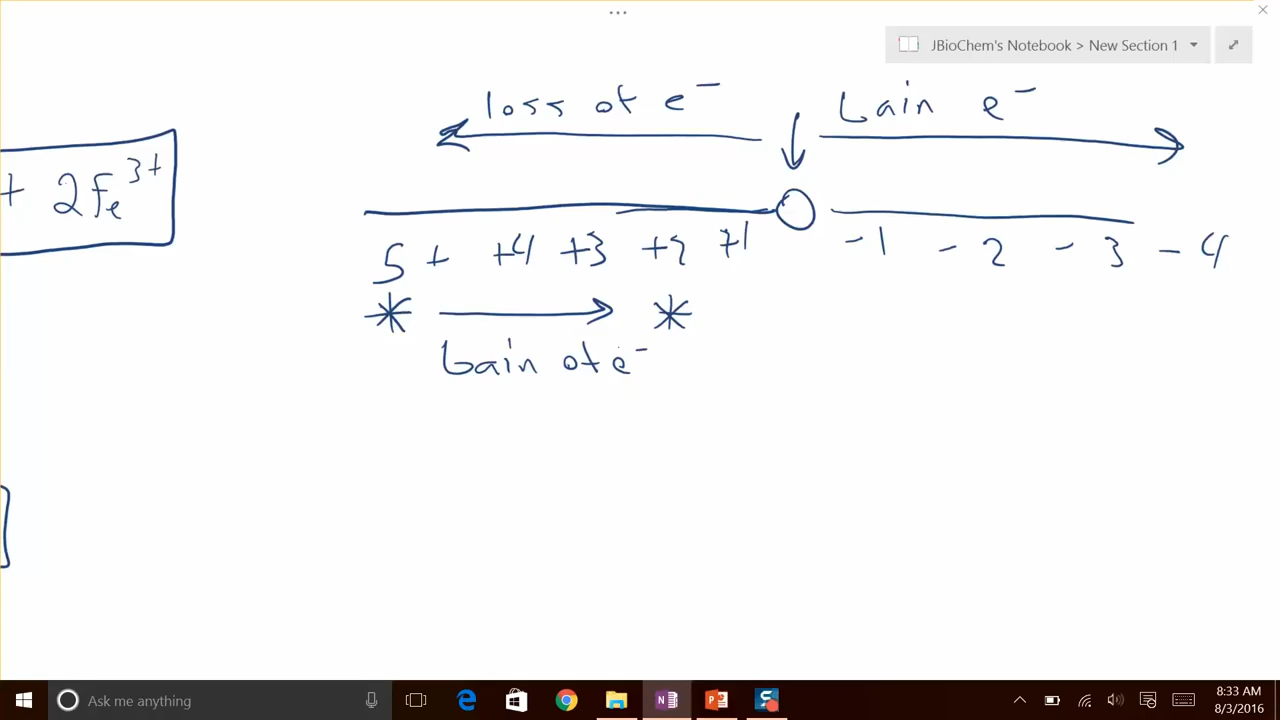 JBioChem's Notebook > New Section 1
loss of e⁻ Gain e⁻
+ 2Fe³⁺
5+ +4 +3 +2 +1 -1 -2 -3 -4
* → *
Gain of e⁻
Ask me anything
8:33 AM
8/3/2016